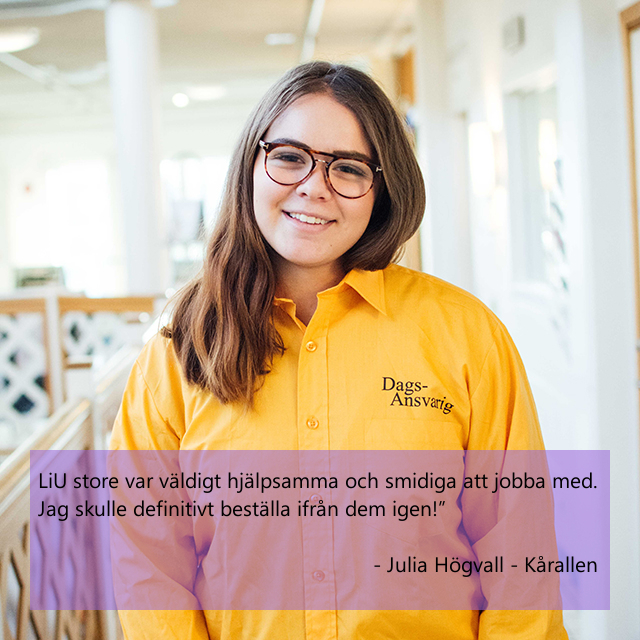 Dags-
Ansvarig
LiU store var väldigt hjälpsamma och smidiga att jobba med.
Jag skulle definitivt beställa ifrån dem igen!”
- Julia Högvall - Kårallen